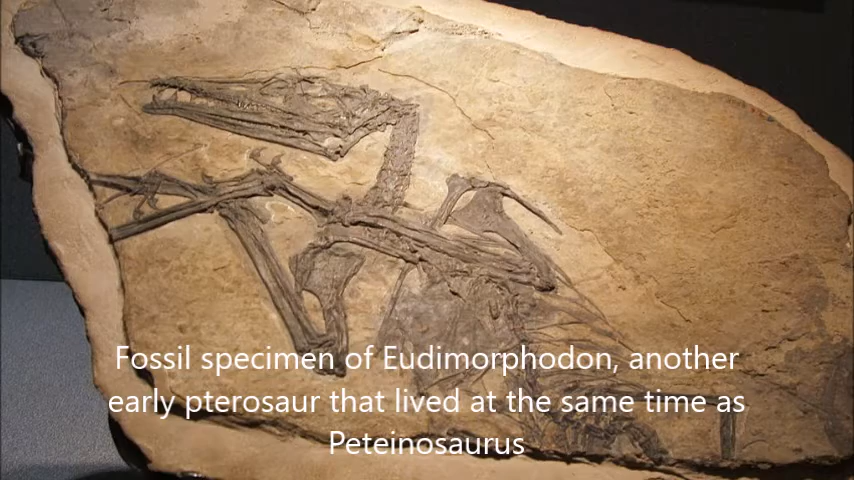 Fossil specimen of Eudimorphodon, another
early pterosaur that lived at the same time as
Peteinosaurus